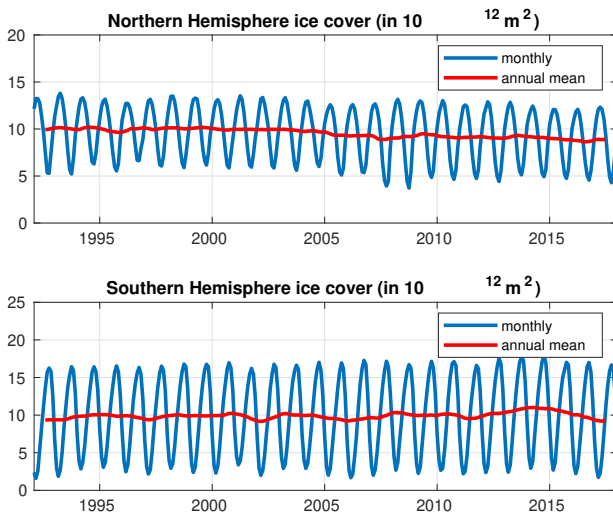 Northern Hemisphere ice cover (in 10 12 m2)
20
monthly
annual mean
15
10
5
0
1995 2000 2005 2010 2015
Southern Hemisphere ice cover (in 10 12 m2)
25
monthly
annual mean
20
15
10
5
0
1995 2000 2005 2010 2015